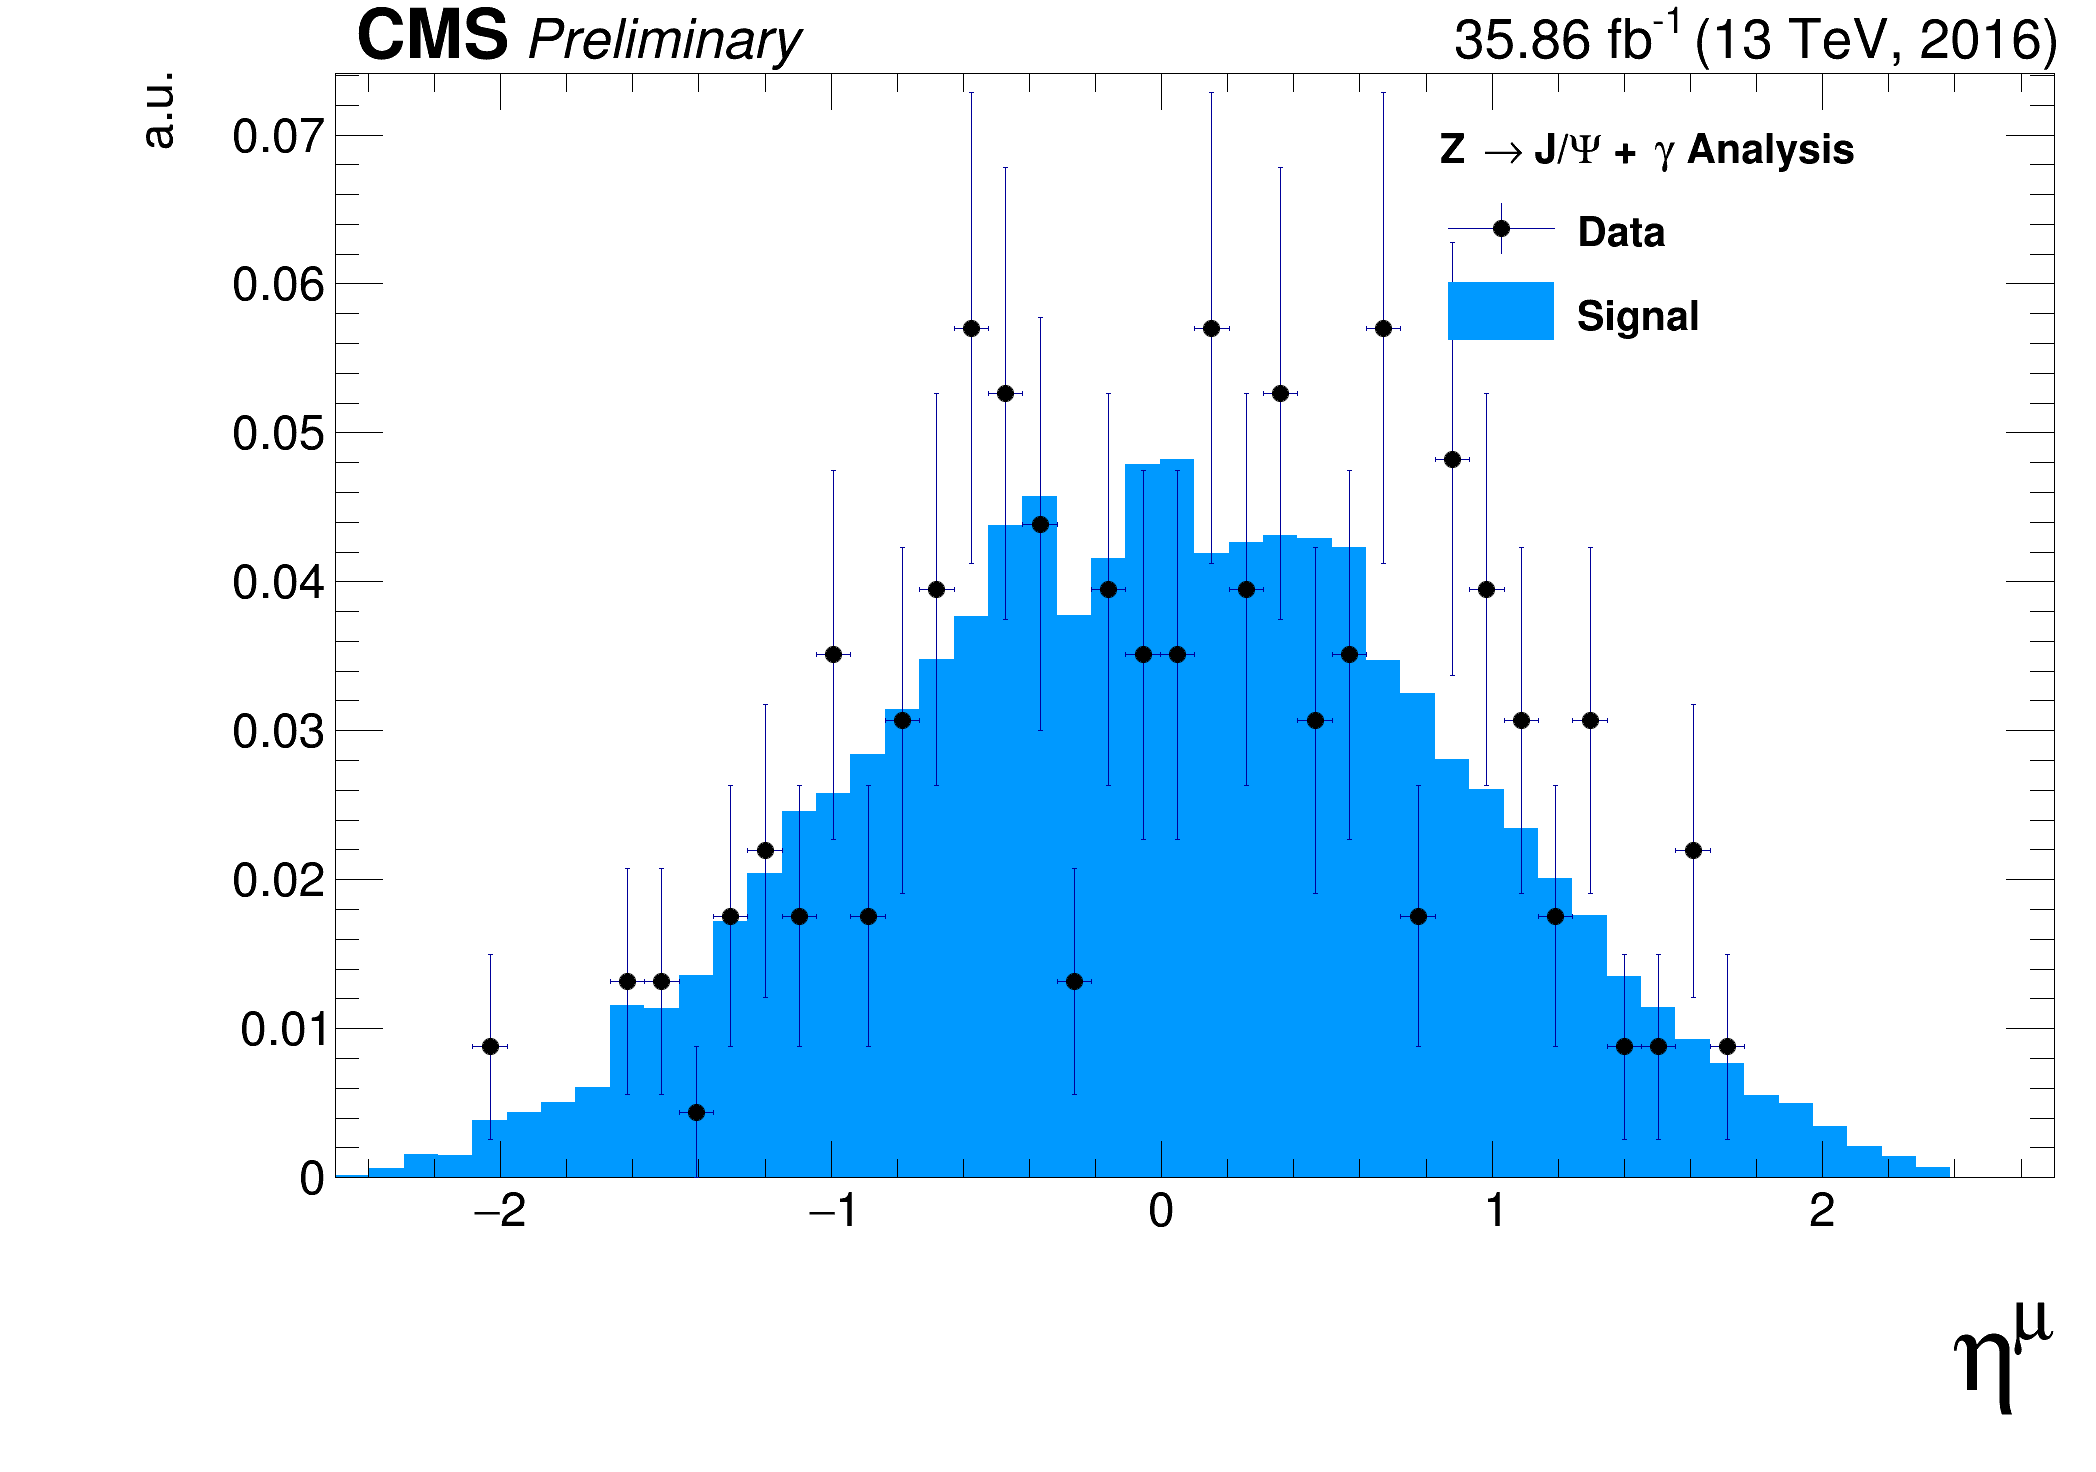 CMS Preliminary
35.86 fb-1 (13 TeV, 2016)
a.u.
Z → J/Ψ + γ Analysis
Data
Signal
0.07
0.06
0.05
0.04
0.03
0.02
0.01
0
−2 −1 0 1 2
ημ